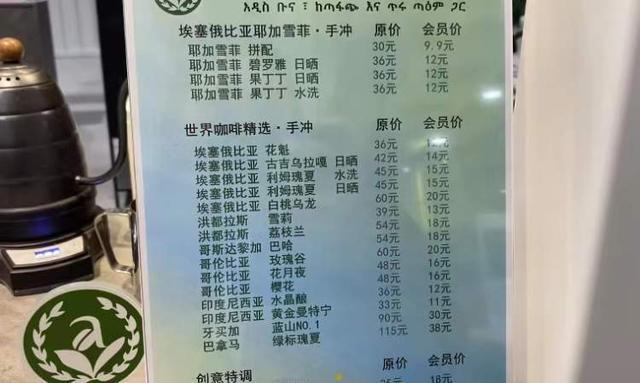 አዲስ ቡና ፣ ከጣፋጭ እና ጥሩ ጣዕም ጋር
埃塞俄比亚耶加雪菲·手冲 原价 会员价
耶加雪菲 拼配 30元 9.9元
耶加雪菲 碧罗雅 日晒 36元 12元
耶加雪菲 果丁丁 日晒 36元 12元
耶加雪菲 果丁丁 水洗 36元 12元
世界咖啡精选·手冲 原价 会员价
埃塞俄比亚 花魁 36元 12元
埃塞俄比亚 古吉乌拉嘎 日晒 42元 14元
埃塞俄比亚 利姆瑰夏 水洗 45元 15元
埃塞俄比亚 利姆瑰夏 日晒 45元 15元
埃塞俄比亚 白桃乌龙 60元 20元
洪都拉斯 雪莉 39元 13元
洪都拉斯 荔枝兰 54元 18元
哥斯达黎加 巴哈 54元 18元
哥伦比亚 玫瑰谷 60元 20元
哥伦比亚 花月夜 48元 16元
哥伦比亚 樱花 48元 16元
印度尼西亚 水晶酸 36元 12元
印度尼西亚 黄金曼特宁 33元 11元
牙买加 蓝山NO.1 90元 30元
巴拿马 绿标瑰夏 115元 38元
创意特调 原价 会员价